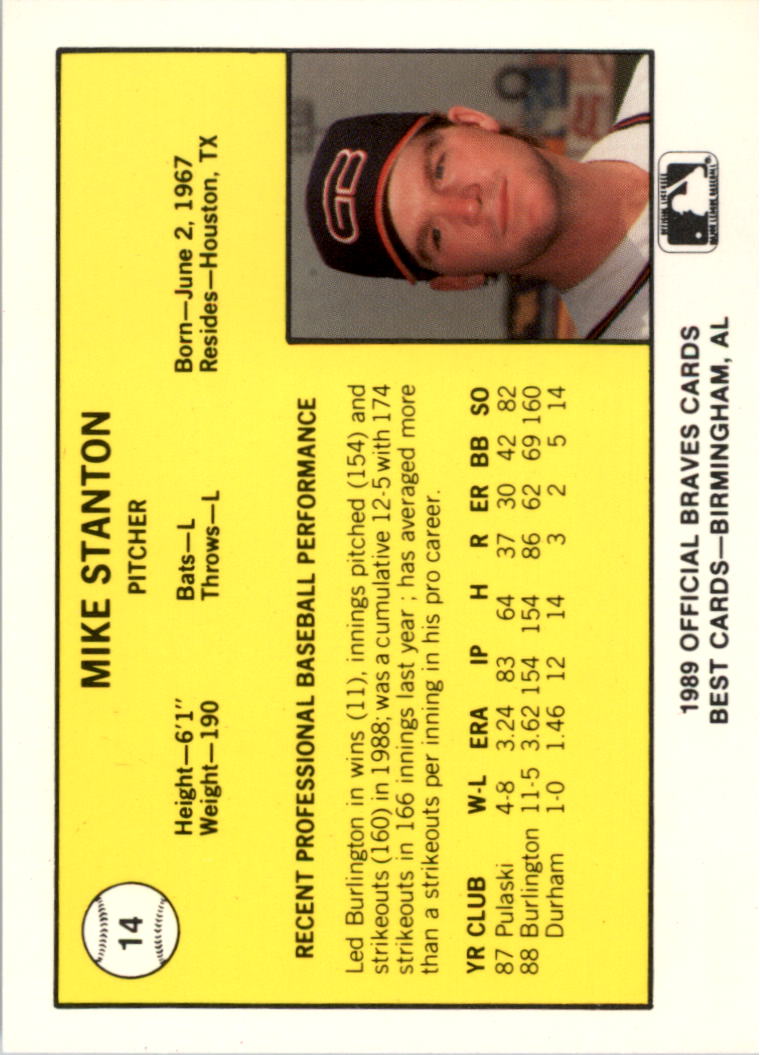 14
MIKE STANTON
PITCHER
Height—6'1" Bats—L Born—June 2, 1967
Weight—190 Throws—L Resides—Houston, TX
RECENT PROFESSIONAL BASEBALL PERFORMANCE
Led Burlington in wins (11), innings pitched (154) and
strikeouts (160) in 1988; was a cumulative 12-5 with 174
strikeouts in 166 innings last year ; has averaged more
than a strikeouts per inning in his pro career.
YR CLUB W-L ERA IP H R ER BB SO
87 Pulaski 4-8 3.24 83 64 37 30 42 82
88 Burlington 11-5 3.62 154 154 86 62 69 160
Durham 1-0 1.46 12 14 3 2 5 14
1989 OFFICIAL BRAVES CARDS
BEST CARDS—BIRMINGHAM, AL